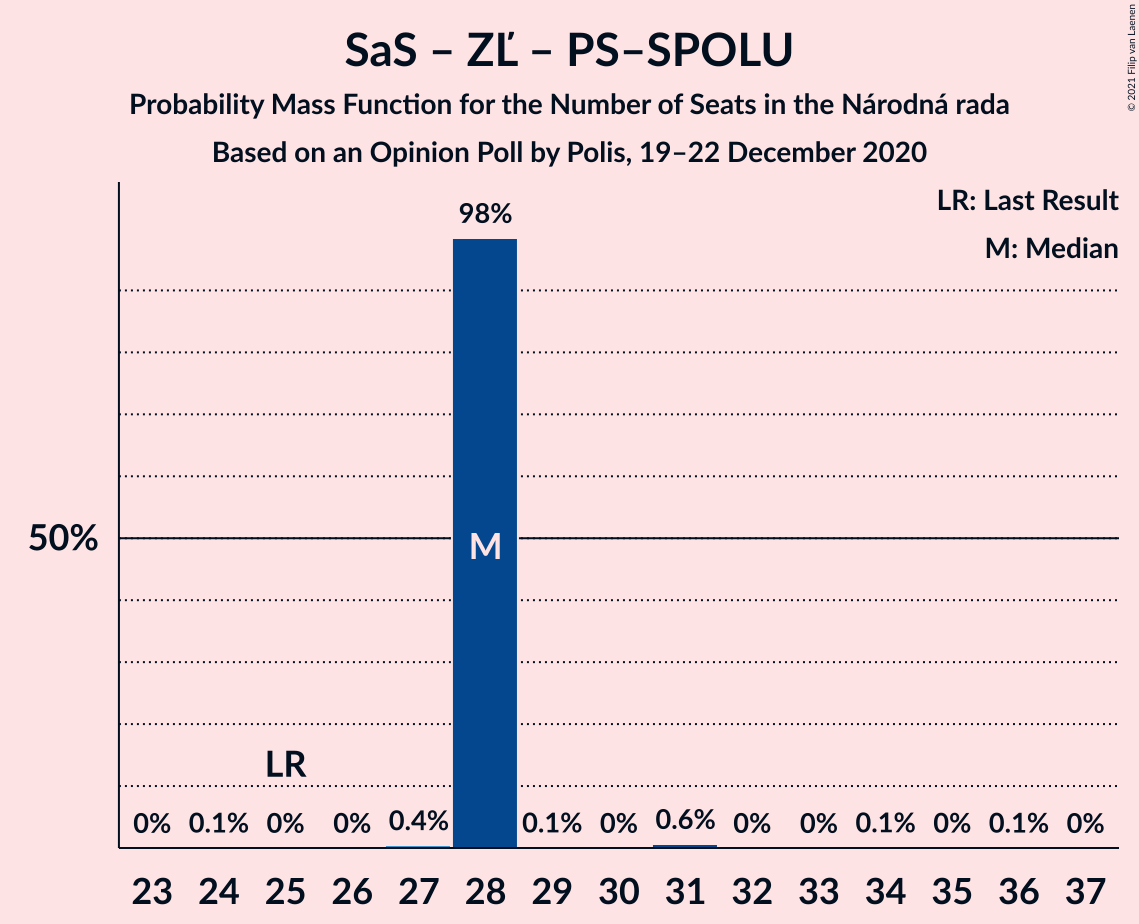 SaS – ZĽ – PS–SPOLU
Probability Mass Function for the Number of Seats in the Národná rada
Based on an Opinion Poll by Polis, 19–22 December 2020
© 2021 Filip van Laenen
LR: Last Result
M: Median
98%
50%
M
LR
0% 0.1% 0% 0% 0.4% 0.1% 0% 0.6% 0% 0% 0.1% 0% 0.1% 0%
23 24 25 26 27 28 29 30 31 32 33 34 35 36 37